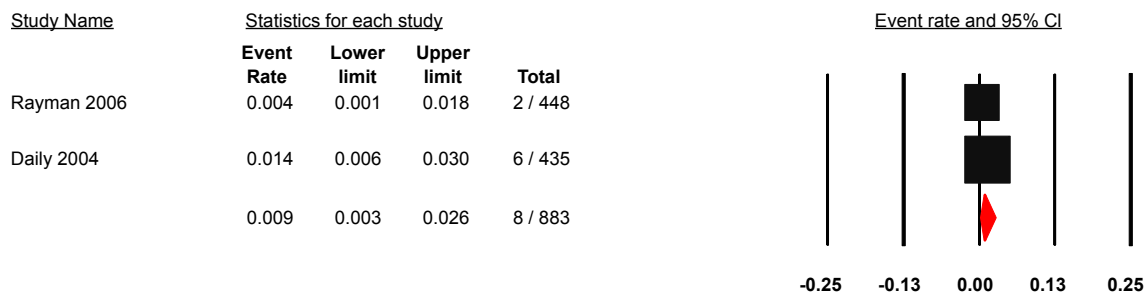 Study Name Statistics for each study Event rate and 95% CI
Event Lower Upper
Rate limit limit Total
Rayman 2006 0.004 0.001 0.018 2 / 448
Daily 2004 0.014 0.006 0.030 6 / 435
0.009 0.003 0.026 8 / 883
-0.25 -0.13 0.00 0.13 0.25